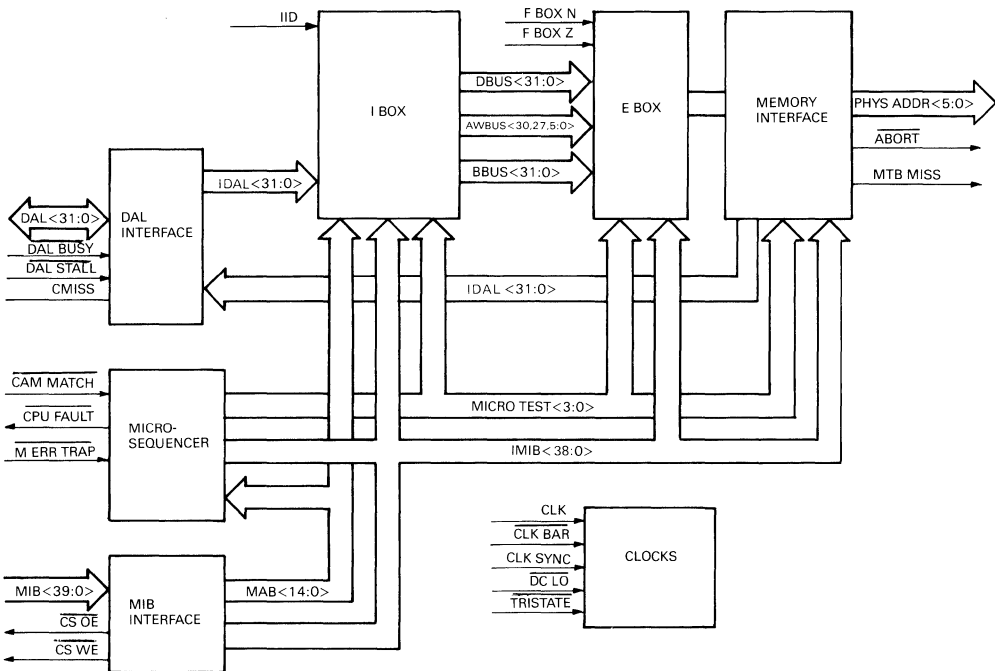 IID
F BOX N
F BOX Z
I BOX
DBUS<31:0>
AWBUS<30,27,5:0>
BBUS<31:0>
E BOX
MEMORY
INTERFACE
PHYS ADDR<5:0>
ABORT
MTB MISS
DAL<31:0>
DAL BUSY
DAL STALL
CMISS
DAL
INTERFACE
IDAL<31:0>
IDAL<31:0>
CAM MATCH
CPU FAULT
M ERR TRAP
MICRO-
SEQUENCER
MICRO TEST<3:0>
IMIB<38:0>
MIB<39:0>
CS OE
CS WE
MIB
INTERFACE
MAB<14:0>
CLK
CLK BAR
CLK SYNC
DC LO
TRISTATE
CLOCKS